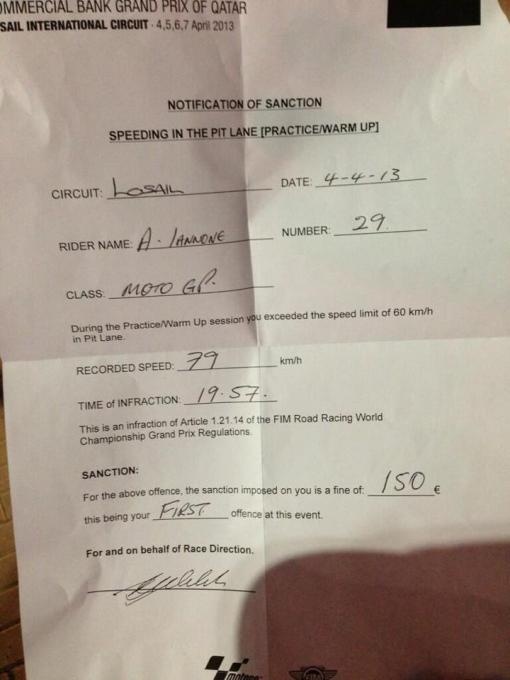 OMMERCIAL BANK GRAND PRIX OF QATAR
SAIL INTERNATIONAL CIRCUIT - 4,5,6,7 April 2013
NOTIFICATION OF SANCTION
SPEEDING IN THE PIT LANE [PRACTICE/WARM UP]
CIRCUIT: LOSAIL DATE: 4-4-13
RIDER NAME: A. IANNONE NUMBER: 29.
CLASS: MOTO GP.
During the Practice/Warm Up session you exceeded the speed limit of 60 km/h
in Pit Lane.
RECORDED SPEED: 79 km/h
TIME of INFRACTION: 19.57.
This is an infraction of Article 1.21.14 of the FIM Road Racing World
Championship Grand Prix Regulations.
SANCTION:
For the above offence, the sanction imposed on you is a fine of: 150 €
this being your FIRST. offence at this event.
For and on behalf of Race Direction.